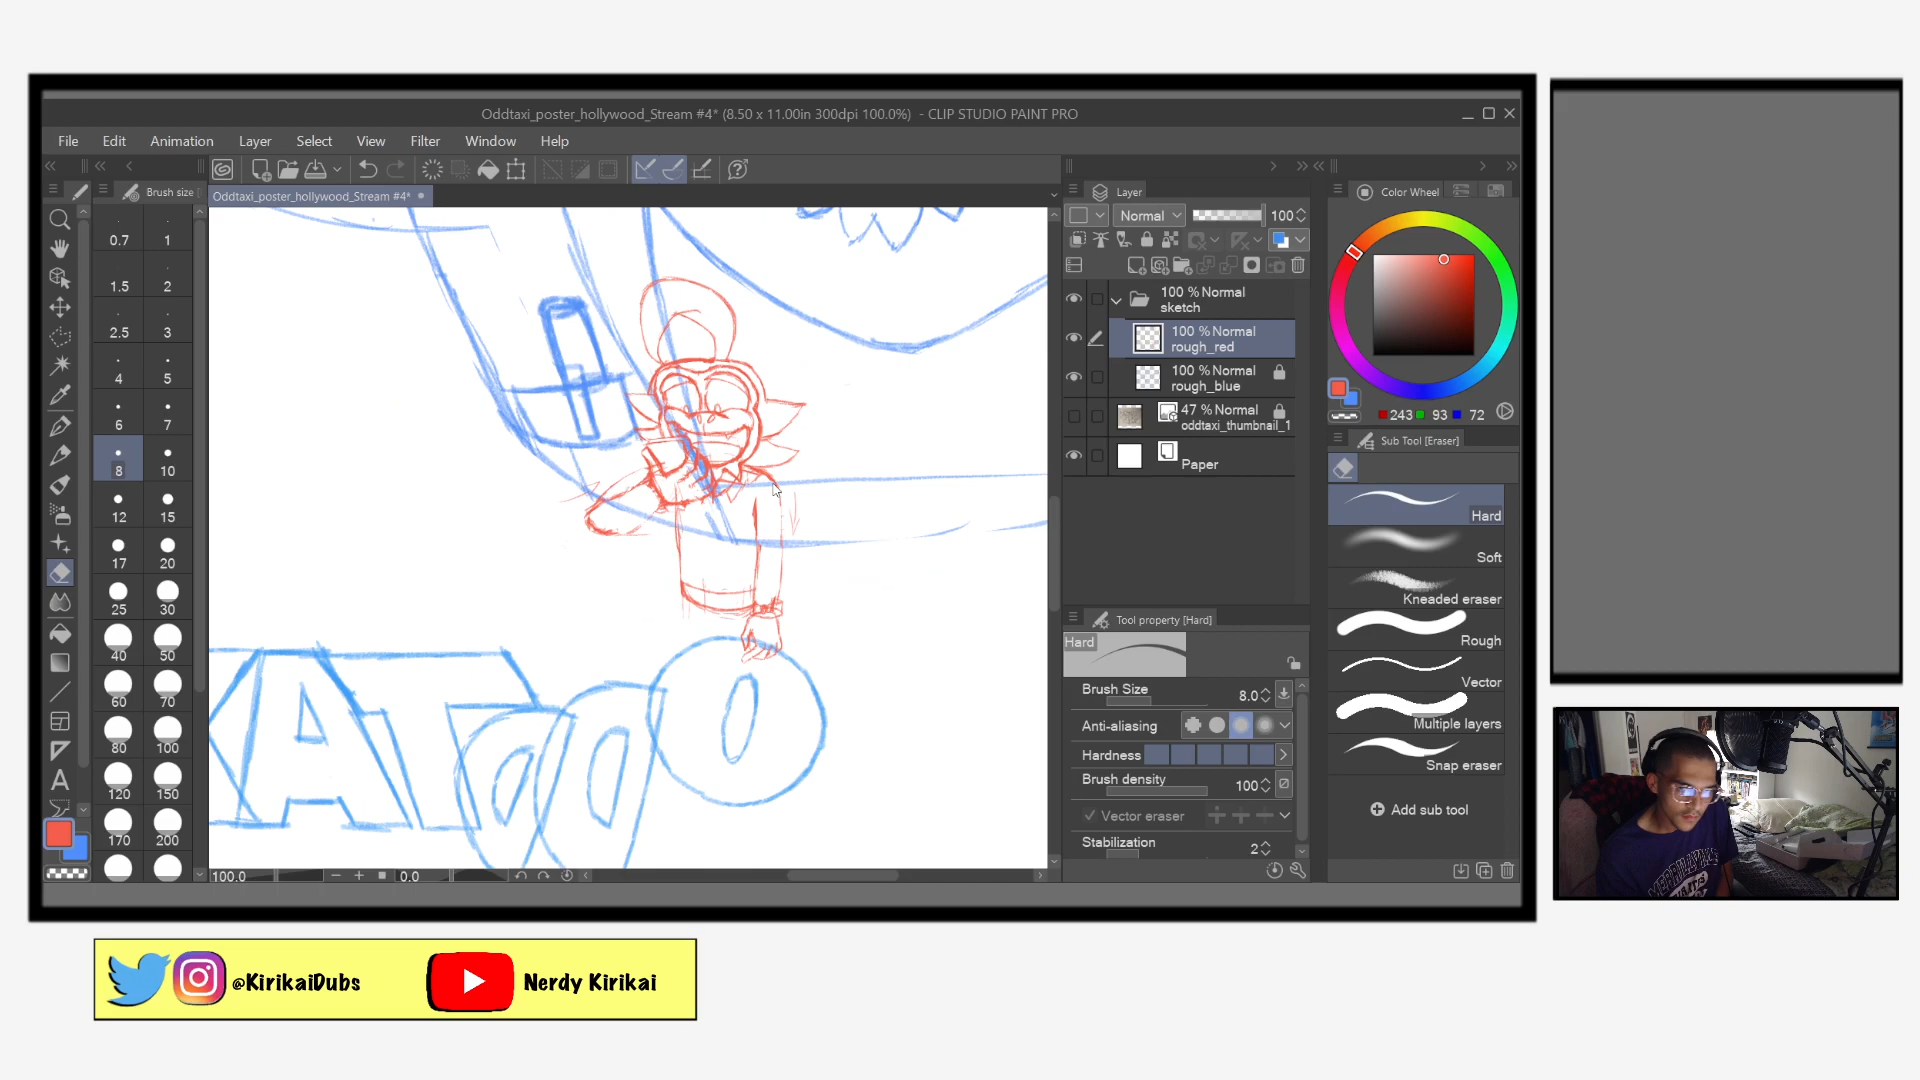 Oddtaxi_poster_hollywood_Stream #4* (8.50 x 11.00in 300dpi 100.0%) - CLIP STUDIO PAINT PRO
File Edit Animation Layer Select View Filter Window Help
Brush size
Oddtaxi_poster_hollywood_Stream #4*
0.7 1
1.5 2
2.5 3
4 5
6 7
8 10
12 15
17 20
25 30
40 50
60 70
80 100
120 150
170 200
100.0
0.0
Layer
Normal 100
100 % Normal
sketch
100 % Normal
rough_red
100 % Normal
rough_blue
47 % Normal
oddtaxi_thumbnail_1
Paper
Tool property [Hard]
Hard
Brush Size 8.0
Anti-aliasing
Hardness
Brush density 100
Vector eraser
Stabilization 2
Color Wheel
243 93 72
Sub Tool [Eraser]
Hard
Soft
Kneaded eraser
Rough
Vector
Multiple layers
Snap eraser
Add sub tool
@KirikaiDubs
Nerdy Kirikai